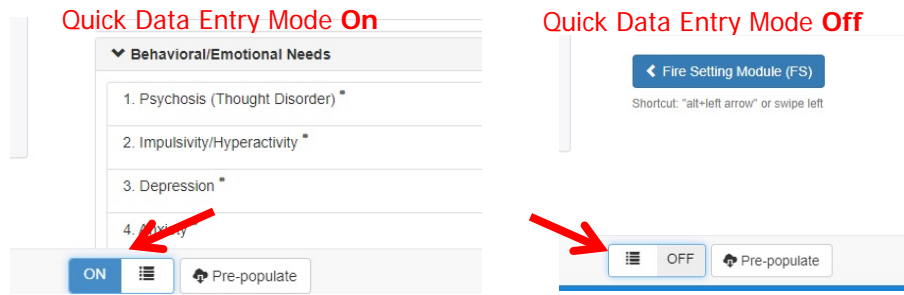 Quick Data Entry Mode On
Behavioral/Emotional Needs
1. Psychosis (Thought Disorder) *
2. Impulsivity/Hyperactivity *
3. Depression *
4. Anxiety *
ON
Pre-populate
Quick Data Entry Mode Off
Fire Setting Module (FS)
Shortcut: "alt+left arrow" or swipe left
OFF
Pre-populate